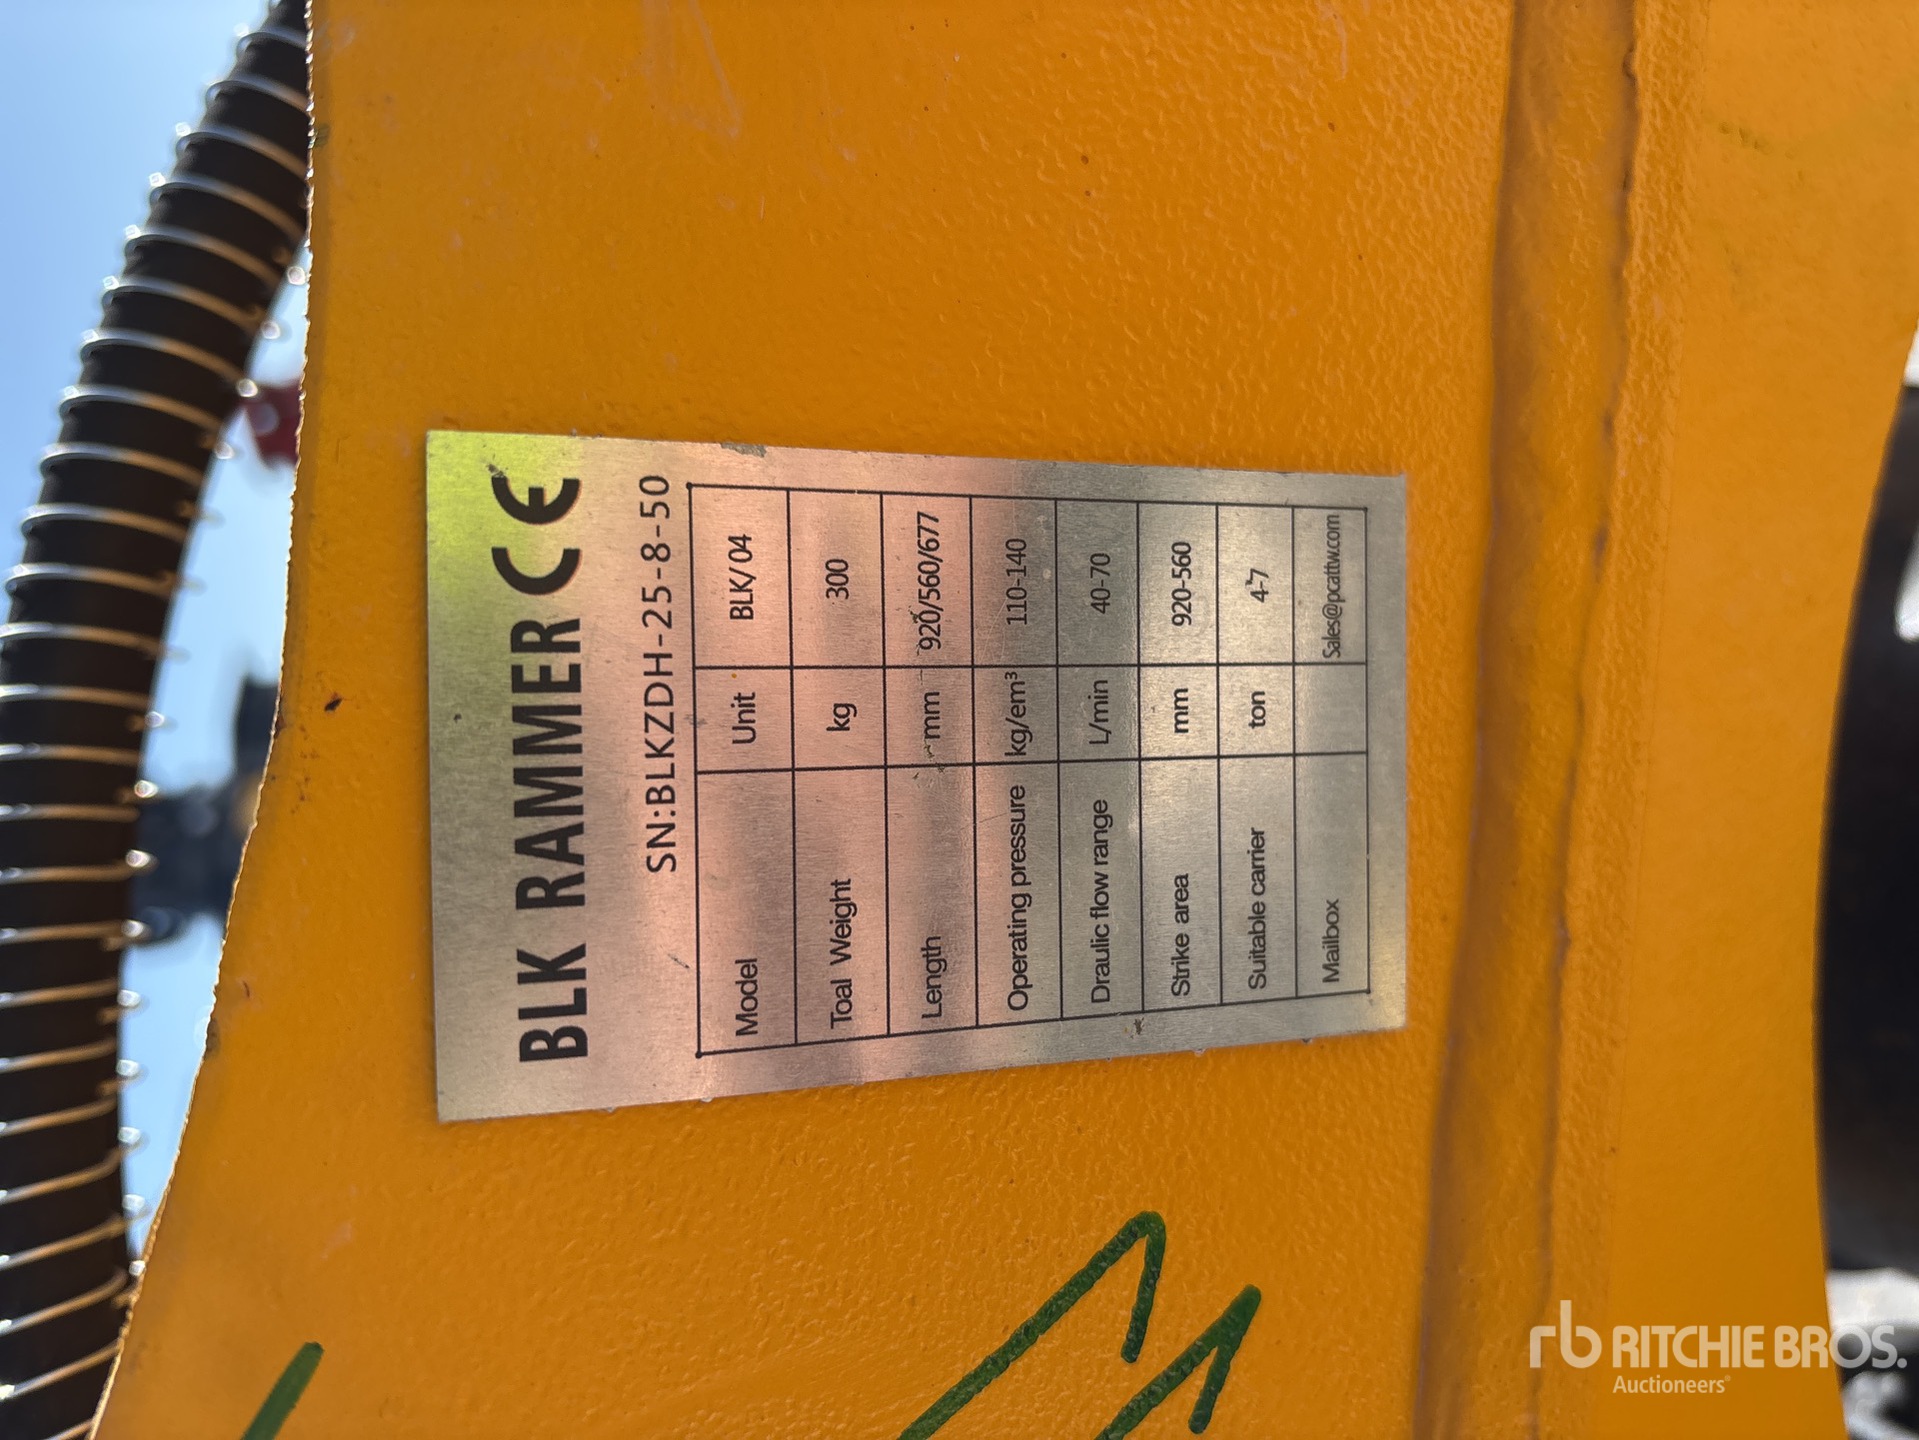 BLK RAMMER CE
SN:BLKZDH-25-8-50
Model Unit BLK/04
Toal Weight kg 300
Length mm 920/560/677
Operating pressure kg/em³ 110-140
Draulic flow range L/min 40-70
Strike area mm 920-560
Suitable carrier ton 4-7
Mailbox Sales@pcattw.com
rb RITCHIE BROS.
Auctioneers